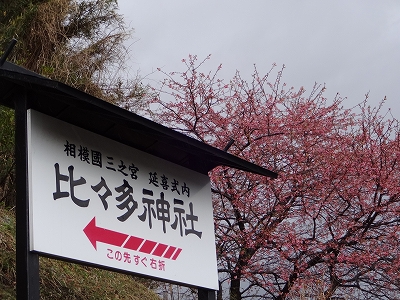 相模國三之宮 延喜式内
比々多神社
この先すぐ右折